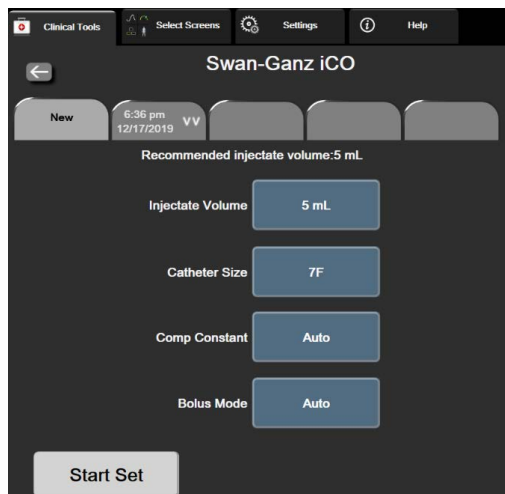 Clinical Tools
Select Screens
Settings
Help
Swan-Ganz iCO
New
6:36 pm
12/17/2019
Recommended injectate volume:5 mL
Injectate Volume
5 mL
Catheter Size
7F
Comp Constant
Auto
Bolus Mode
Auto
Start Set